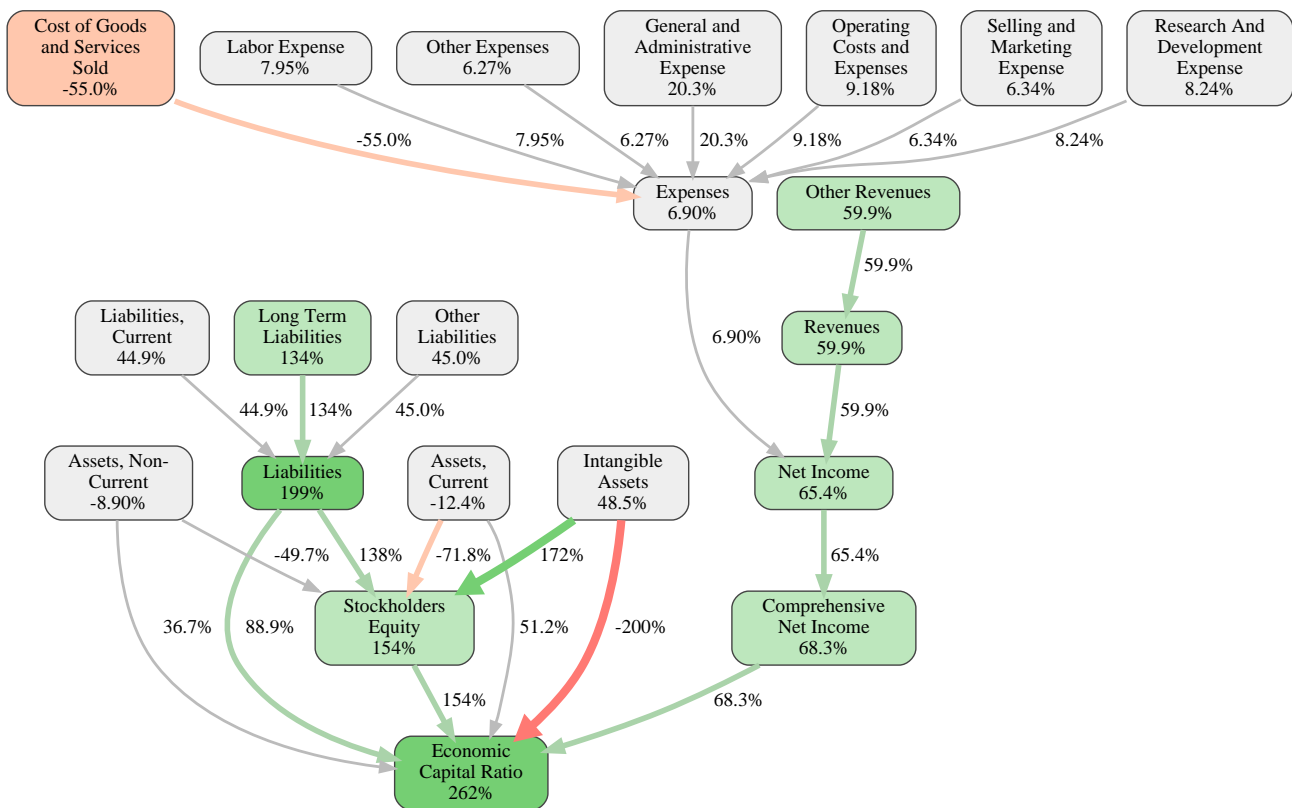 Cost of Goods
and Services
Sold
-55.0%
Labor Expense
7.95%
Other Expenses
6.27%
General and
Administrative
Expense
20.3%
Operating
Costs and
Expenses
9.18%
Selling and
Marketing
Expense
6.34%
Research And
Development
Expense
8.24%
-55.0%
7.95%
6.27%
20.3%
9.18%
6.34%
8.24%
Expenses
6.90%
Other Revenues
59.9%
59.9%
Liabilities,
Current
44.9%
Long Term
Liabilities
134%
Other
Liabilities
45.0%
6.90%
Revenues
59.9%
44.9%
134%
45.0%
59.9%
Assets, Non-
Current
-8.90%
Liabilities
199%
Assets,
Current
-12.4%
Intangible
Assets
48.5%
Net Income
65.4%
-49.7%
138%
-71.8%
172%
65.4%
36.7%
88.9%
Stockholders
Equity
154%
51.2%
-200%
Comprehensive
Net Income
68.3%
154%
68.3%
Economic
Capital Ratio
262%